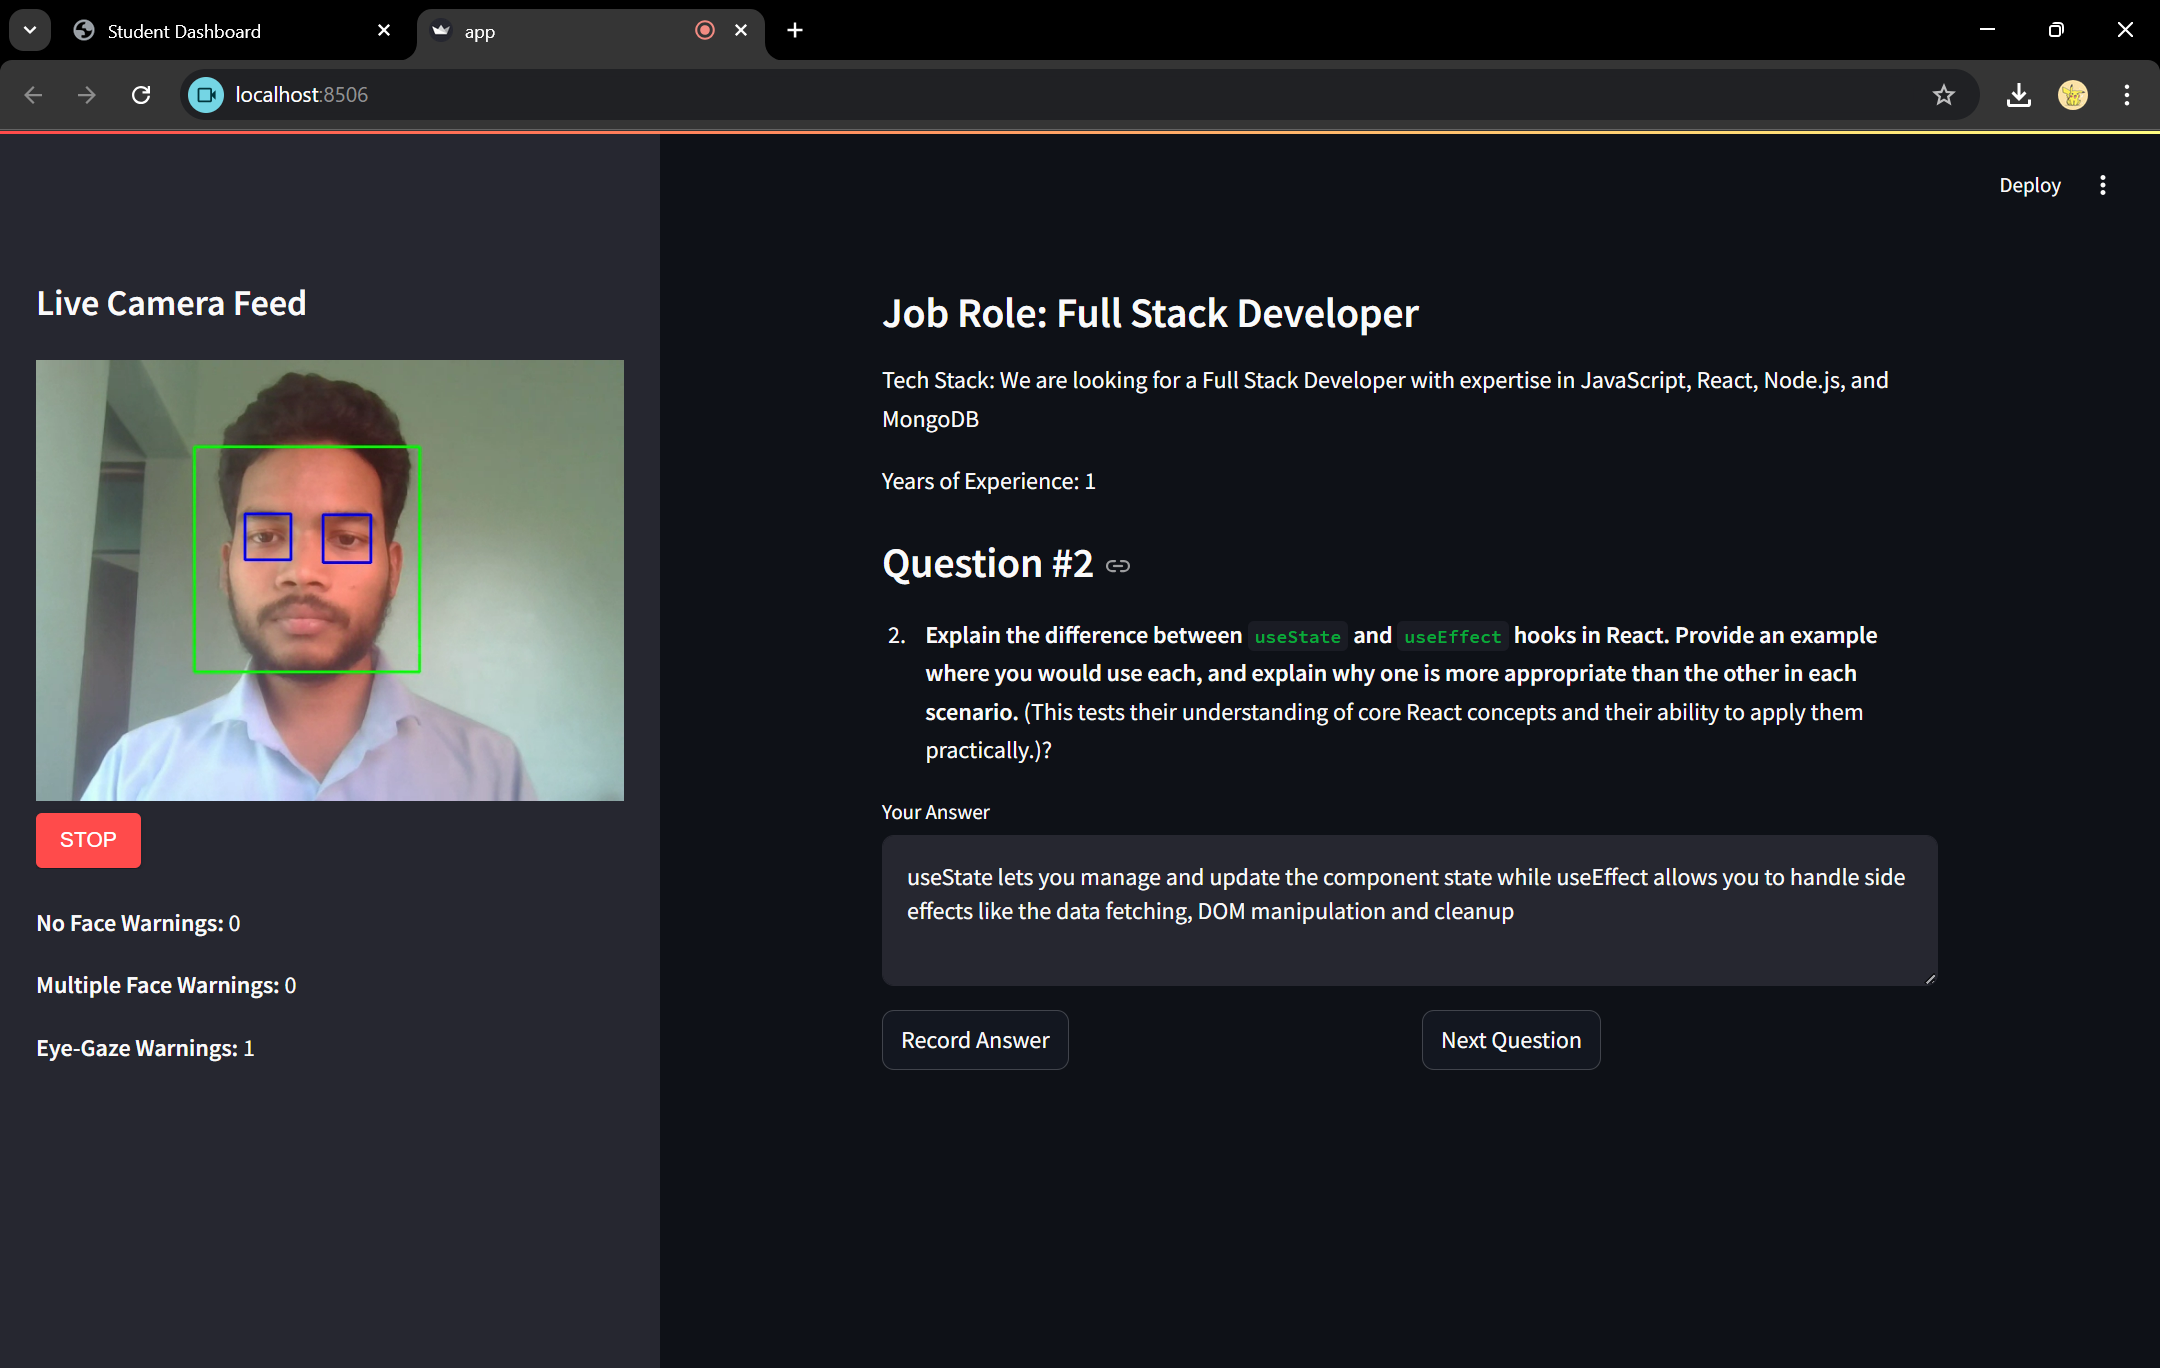 Student Dashboard
app
localhost:8506
Deploy
Live Camera Feed
STOP
No Face Warnings: 0
Multiple Face Warnings: 0
Eye-Gaze Warnings: 1
Job Role: Full Stack Developer
Tech Stack: We are looking for a Full Stack Developer with expertise in JavaScript, React, Node.js, and
MongoDB
Years of Experience: 1
Question #2
2. Explain the difference between useState and useEffect hooks in React. Provide an example
where you would use each, and explain why one is more appropriate than the other in each
scenario. (This tests their understanding of core React concepts and their ability to apply them
practically.)?
Your Answer
useState lets you manage and update the component state while useEffect allows you to handle side
effects like the data fetching, DOM manipulation and cleanup
Record Answer
Next Question